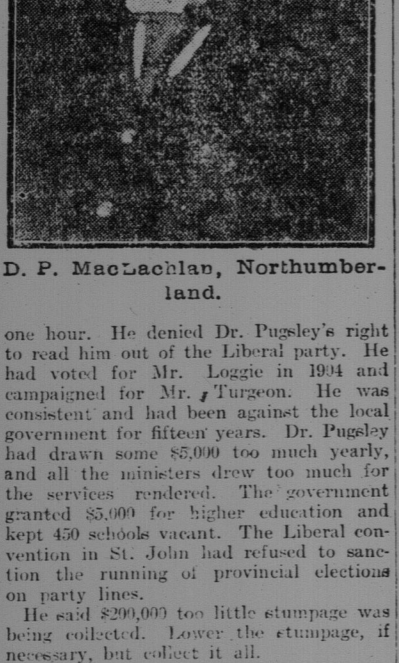 D. P. MacLachlan, Northumber-
land.
one hour. He denied Dr. Pugsley's right
to read him out of the Liberal party. He
had voted for Mr. Loggie in 1904 and
campaigned for Mr. Turgeon. He was
consistent and had been against the local
government for fifteen years. Dr. Pugsley
had drawn some $5,000 too much yearly,
and all the ministers drew too much for
the services rendered. The government
granted $5,000 for higher education and
kept 450 schools vacant. The Liberal con-
vention in St. John had refused to sanc-
tion the running of provincial elections
on party lines.
He said $200,000 too little stumpage was
being collected. Lower the stumpage, if
necessary, but collect it all.